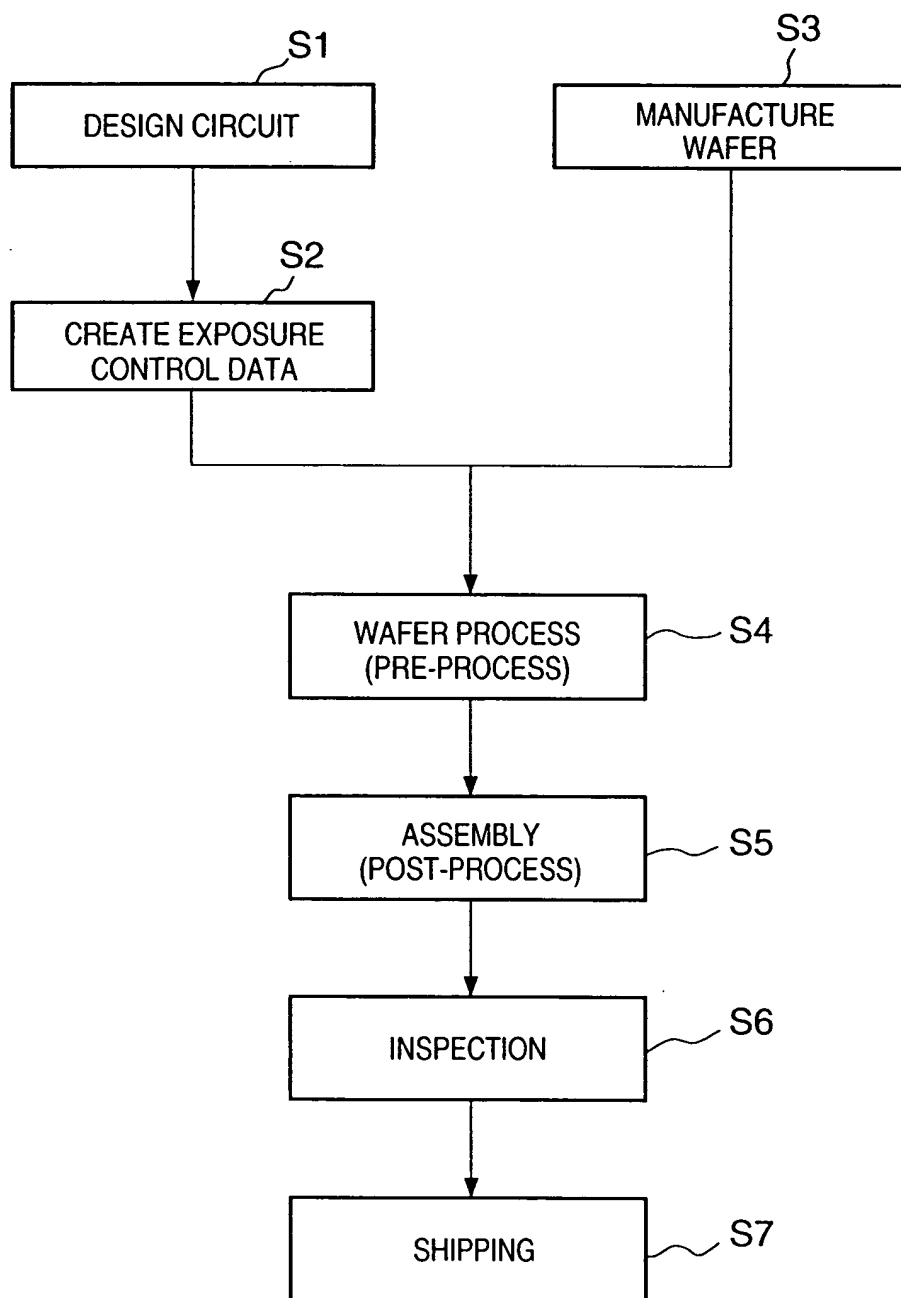 S1
DESIGN CIRCUIT
S3
MANUFACTURE
WAFER
S2
CREATE EXPOSURE
CONTROL DATA
WAFER PROCESS
(PRE-PROCESS)
S4
ASSEMBLY
(POST-PROCESS)
S5
INSPECTION
S6
SHIPPING
S7